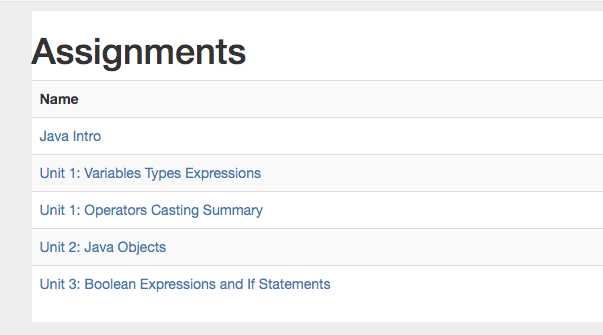 Assignments
Name
Java Intro
Unit 1: Variables Types Expressions
Unit 1: Operators Casting Summary
Unit 2: Java Objects
Unit 3: Boolean Expressions and If Statements